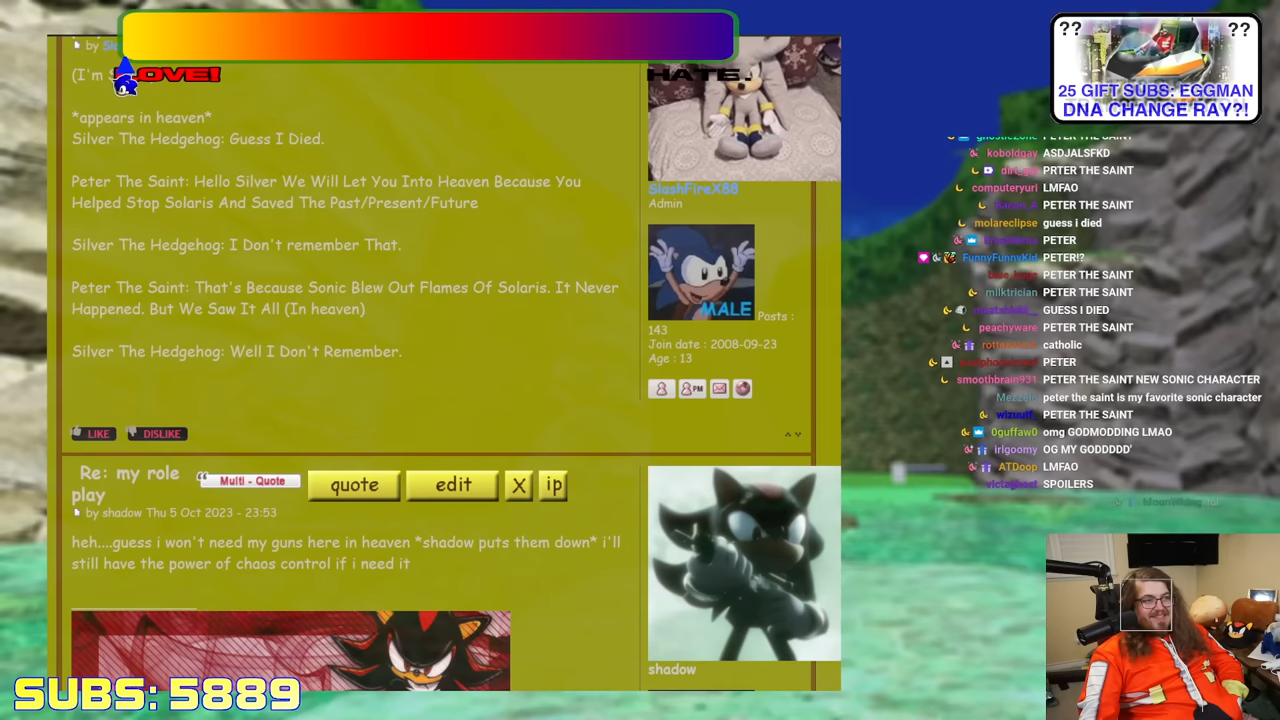 by
(I'm S
LOVE!
HATE.
*appears in heaven*
Silver The Hedgehog: Guess I Died.
Peter The Saint: Hello Silver We Will Let You Into Heaven Because You
Helped Stop Solaris And Saved The Past/Present/Future
Silver The Hedgehog: I Don't remember That.
Peter The Saint: That's Because Sonic Blew Out Flames Of Solaris. It Never
Happened. But We Saw It All (In heaven)
Silver The Hedgehog: Well I Don't Remember.
LIKE
DISLIKE
SlashFireX88
Admin
MALE
Posts :
143
Join date : 2008-09-23
Age : 13
PM
Re: my role
play
Multi - Quote
quote
edit
X
ip
by shadow Thu 5 Oct 2023 - 23:53
heh....guess i won't need my guns here in heaven *shadow puts them down* i'll
still have the power of chaos control if i need it
shadow
SUBS: 5889
??
??
25 GIFT SUBS: EGGMAN
DNA CHANGE RAY?!
PETER THE SAINT
koboldgay ASDJALSFKD
PRTER THE SAINT
computeryuri LMFAO
PETER THE SAINT
molareclipse guess i died
PETER
FunnyFunnyKid PETER!?
PETER THE SAINT
milktrician PETER THE SAINT
GUESS I DIED
peachyware PETER THE SAINT
catholic
PETER
smoothbrain931 PETER THE SAINT NEW SONIC CHARACTER
peter the saint is my favorite sonic character
PETER THE SAINT
0guffaw0 omg GODMODDING LMAO
irlgoomy OG MY GODDDDD'
ATDoop LMFAO
SPOILERS